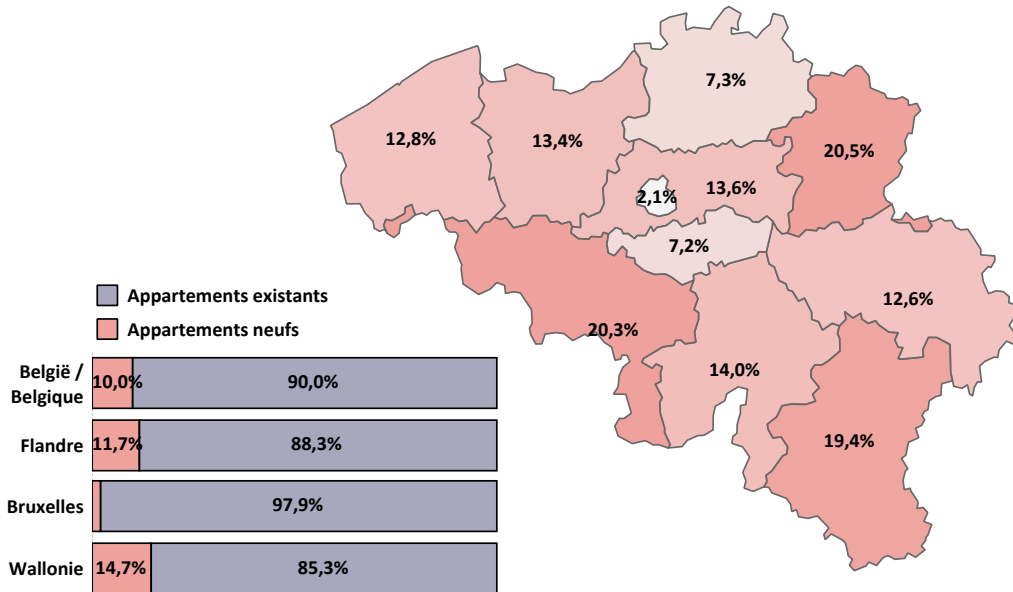 7,3%
12,8%
13,4%
20,5%
2,1%
13,6%
7,2%
12,6%
20,3%
14,0%
19,4%
Appartements existants
Appartements neufs
België /
Belgique
10,0%
90,0%
Flandre
11,7%
88,3%
Bruxelles
97,9%
Wallonie
14,7%
85,3%